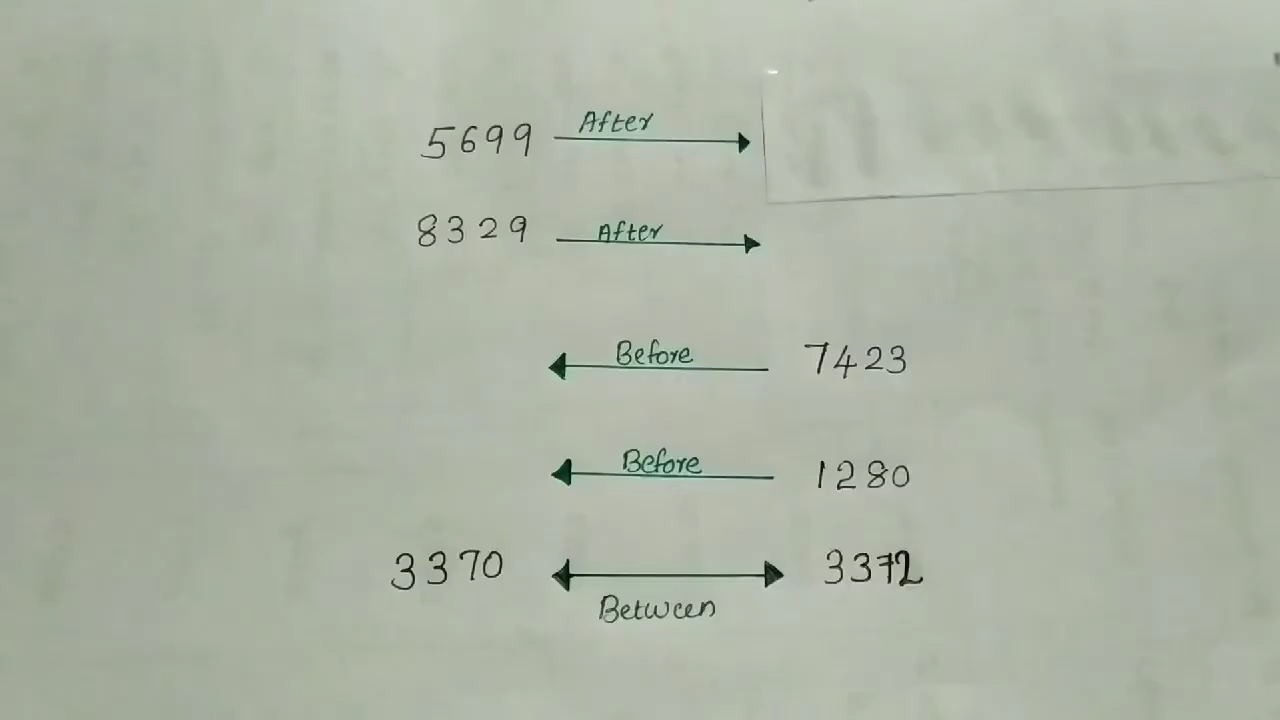 5699 After
8329 After
Before 7423
Before 1280
3370 Between 3372